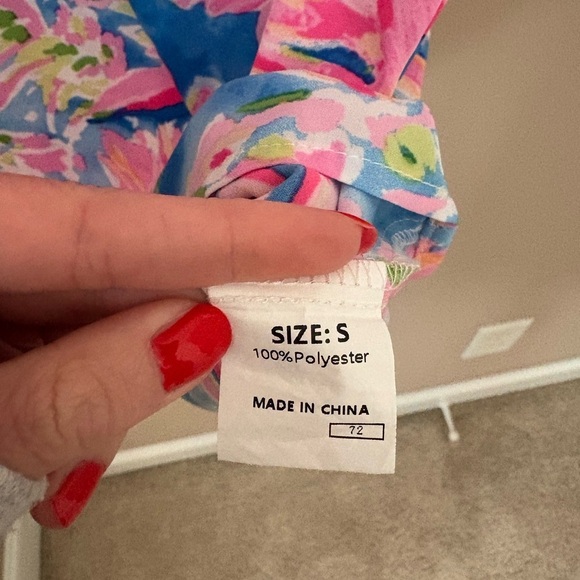 SIZE: S
100%Polyester
MADE IN CHINA
72